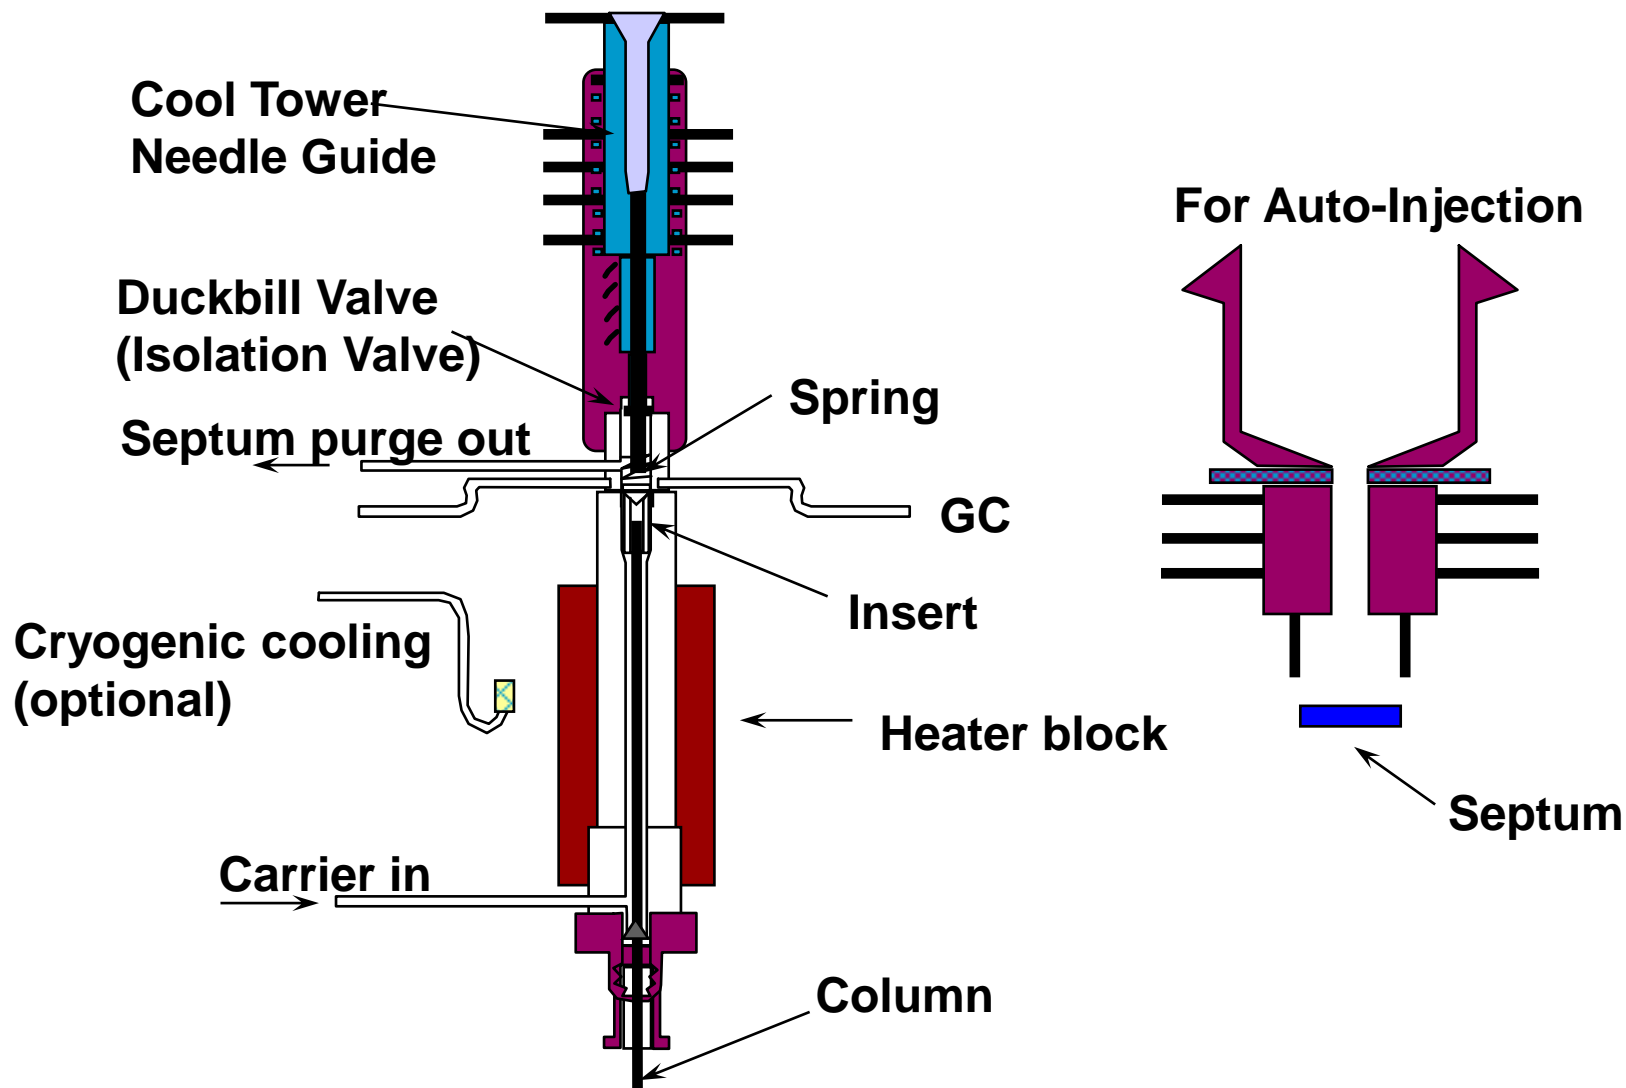 Cool Tower
Needle Guide
For Auto-Injection
Duckbill Valve
(Isolation Valve)
Spring
Septum purge out
GC
Insert
Cryogenic cooling
(optional)
Heater block
Septum
Carrier in
Column